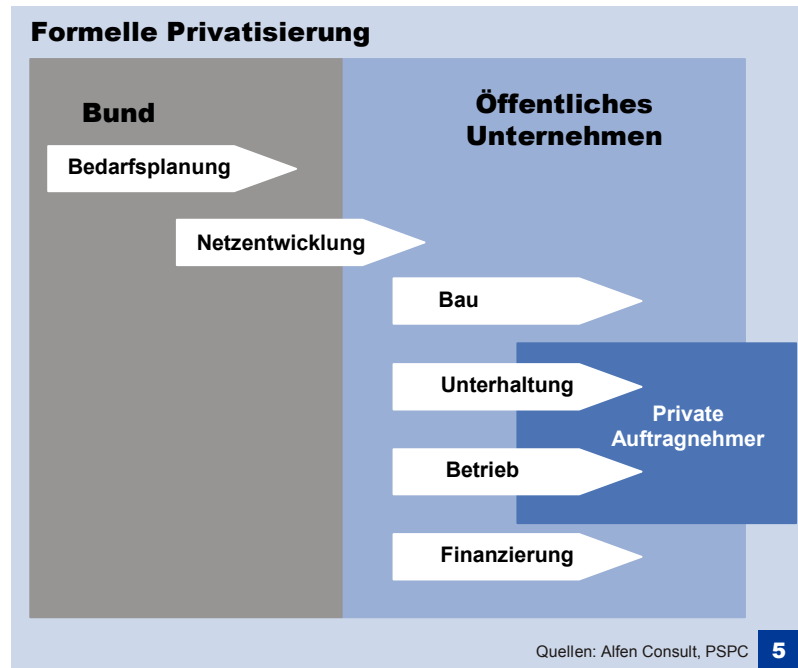 Formelle Privatisierung
Bund
Öffentliches
Unternehmen
Bedarfsplanung
Netzentwicklung
Bau
Unterhaltung
Private
Auftragnehmer
Betrieb
Finanzierung
Quellen: Alfen Consult, PSPC 5